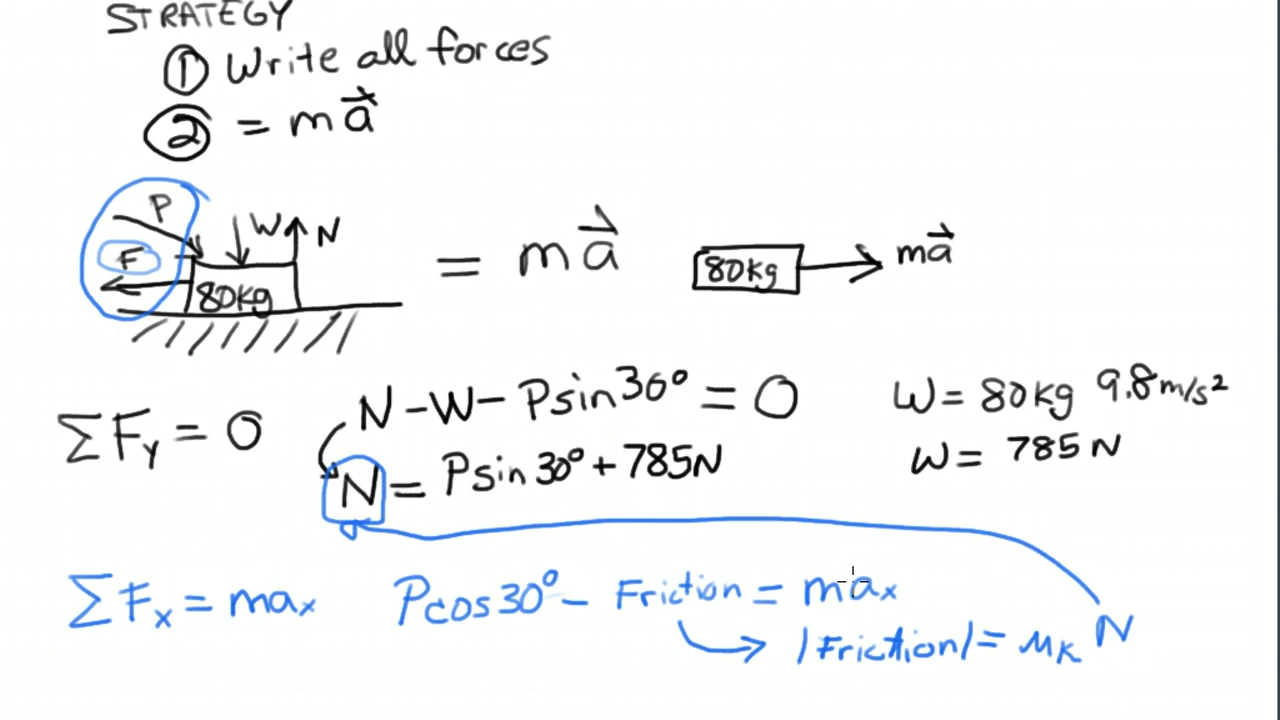 STRATEGY
① Write all forces
② = ma⃗
P
W N
F
80kg
= ma⃗
80kg
ma⃗
ΣFy = 0
N - W - Psin30° = 0
W = 80kg 9.8m/s²
N = Psin30° + 785N
W = 785N
ΣFx = max Pcos30° - Friction = max
|Friction| = μK N